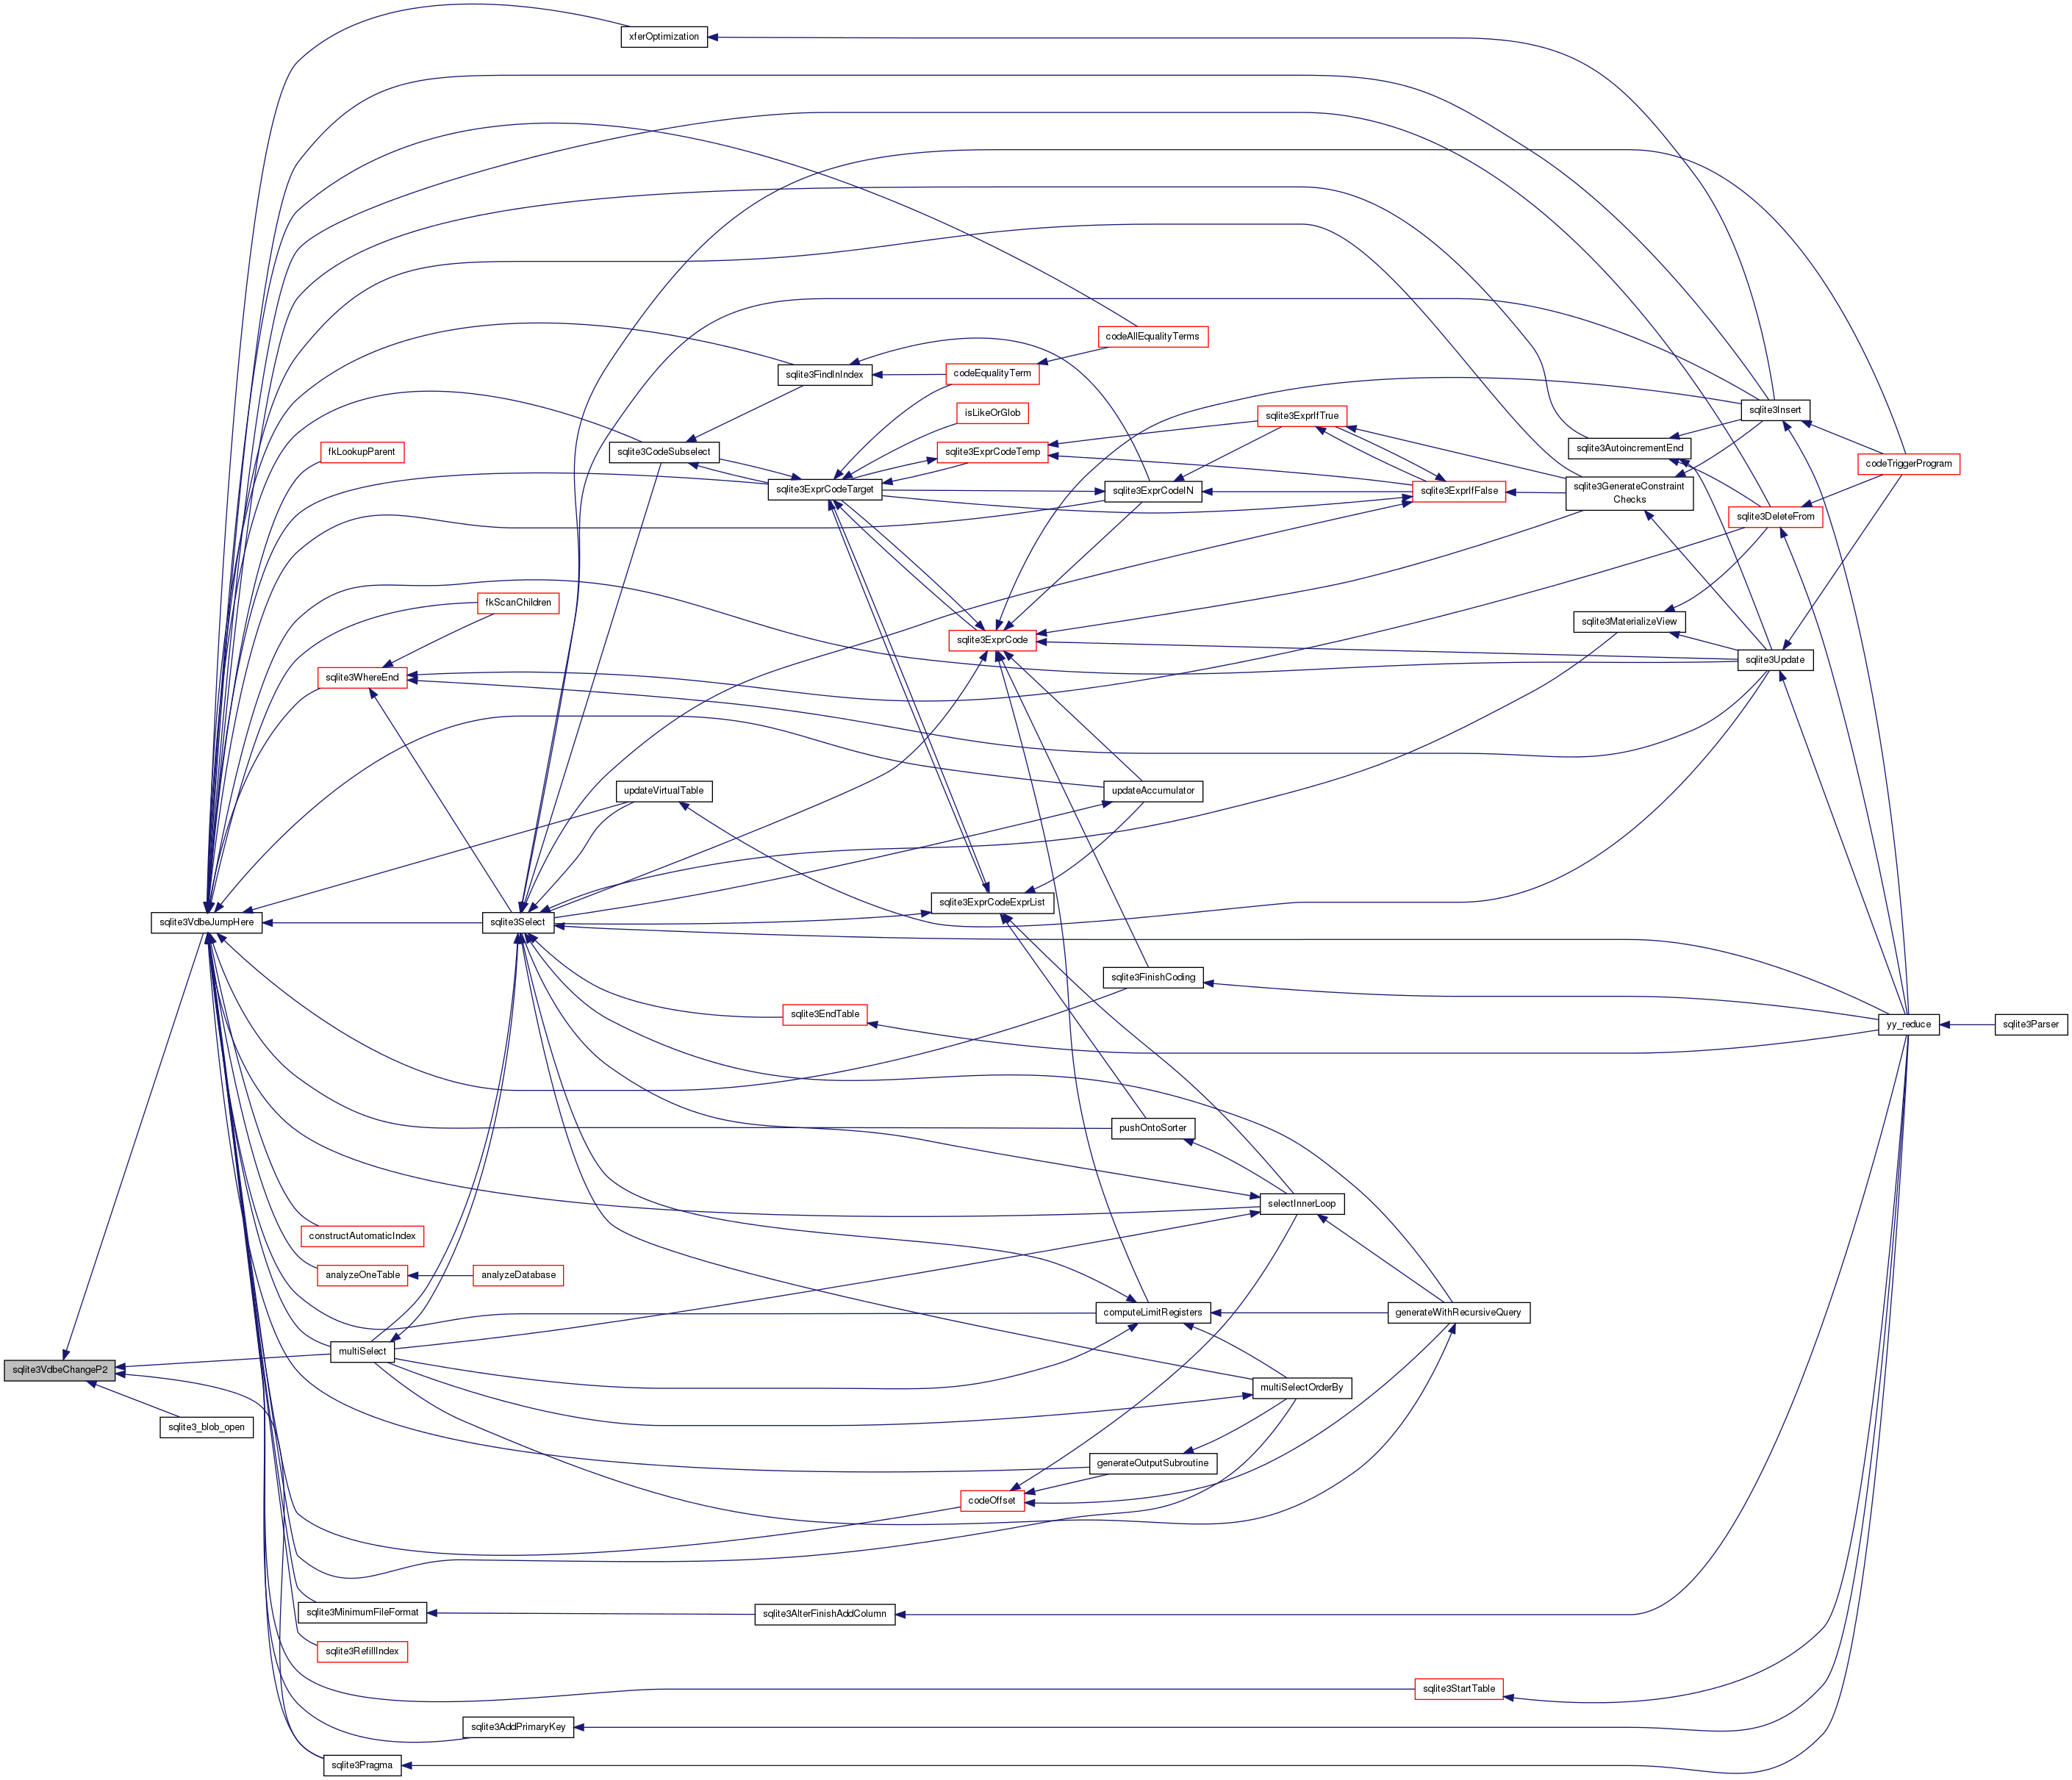 xferOptimization
codeAllEqualityTerms
sqlite3FindInIndex
codeEqualityTerm
isLikeOrGlob
sqlite3ExprIfTrue
sqlite3Insert
fkLookupParent
sqlite3CodeSubselect
sqlite3ExprCodeTemp
sqlite3AutoincrementEnd
codeTriggerProgram
sqlite3ExprCodeTarget
sqlite3ExprCodeIN
sqlite3ExprIfFalse
sqlite3GenerateConstraint
Checks
sqlite3DeleteFrom
fkScanChildren
sqlite3MaterializeView
sqlite3ExprCode
sqlite3Update
sqlite3WhereEnd
updateVirtualTable
updateAccumulator
sqlite3ExprCodeExprList
sqlite3VdbeJumpHere
sqlite3Select
sqlite3FinishCoding
sqlite3EndTable
yy_reduce
sqlite3Parser
pushOntoSorter
selectInnerLoop
constructAutomaticIndex
analyzeOneTable
analyzeDatabase
computeLimitRegisters
generateWithRecursiveQuery
multiSelect
sqlite3VdbeChangeP2
multiSelectOrderBy
sqlite3_blob_open
generateOutputSubroutine
codeOffset
sqlite3MinimumFileFormat
sqlite3AlterFinishAddColumn
sqlite3RefillIndex
sqlite3StartTable
sqlite3AddPrimaryKey
sqlite3Pragma